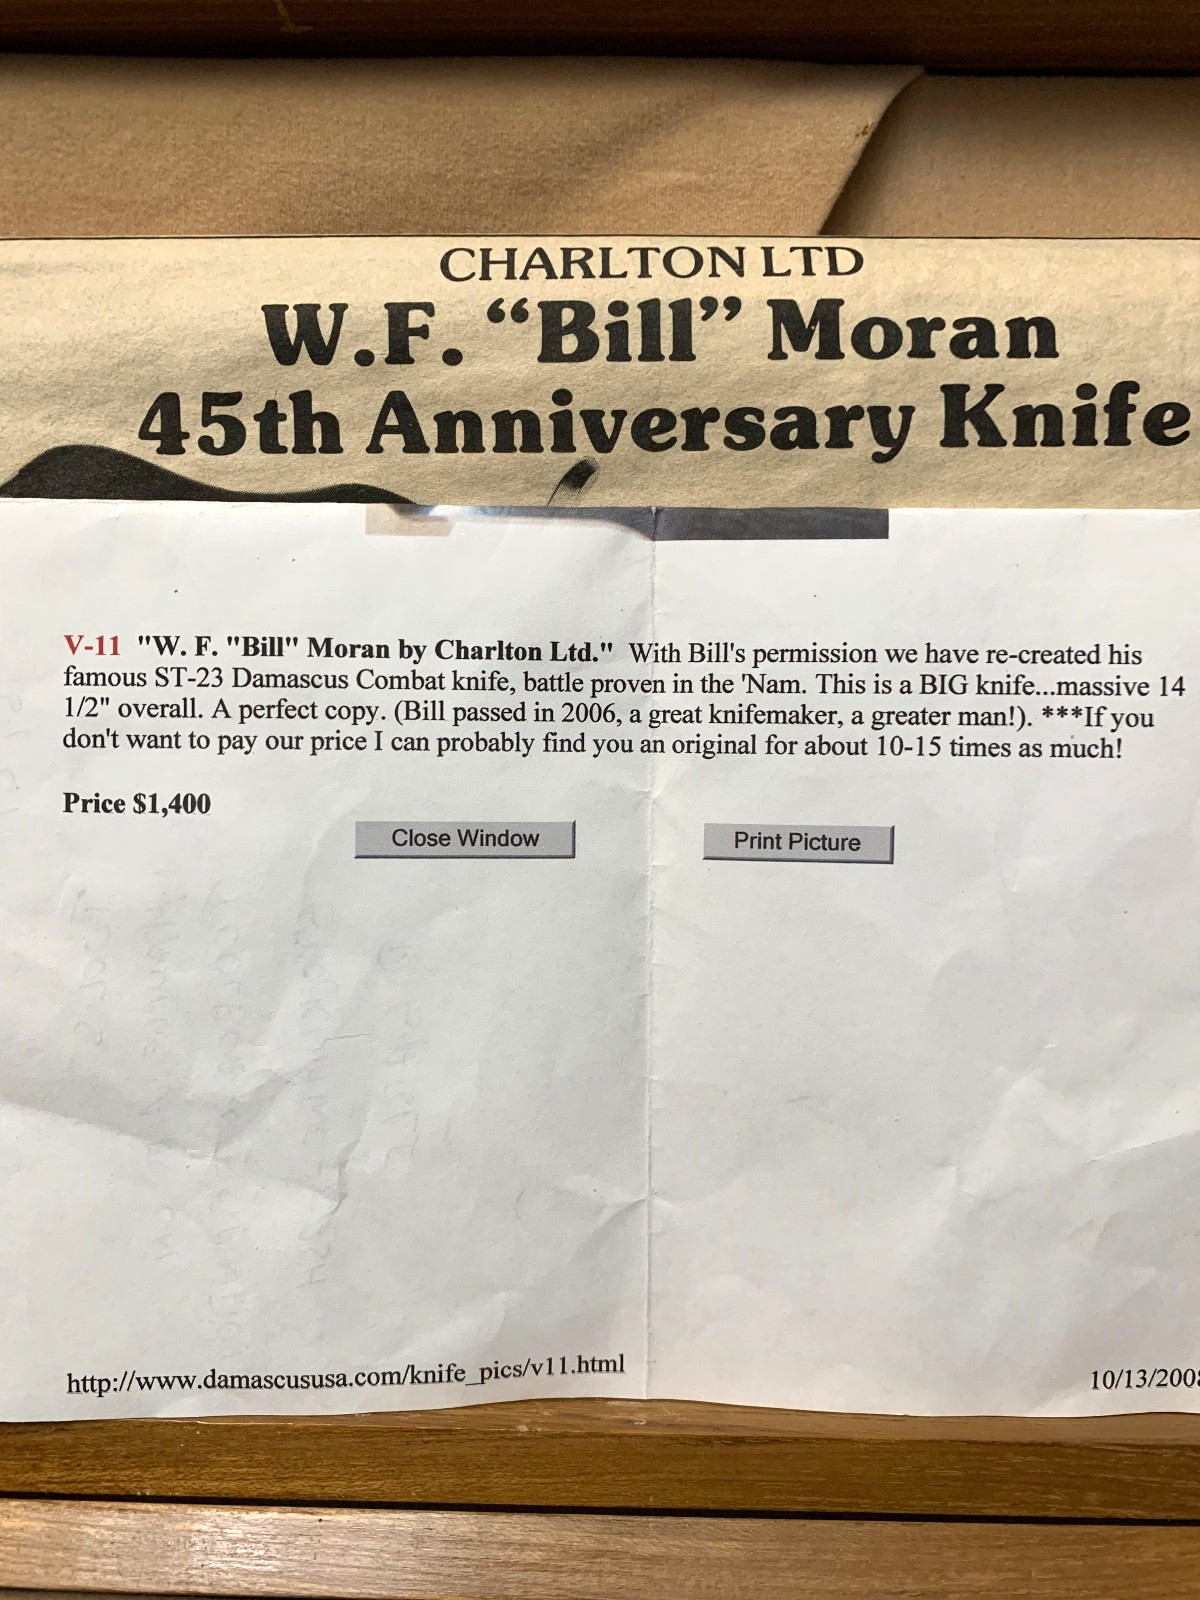 CHARLTON LTD
W.F. “Bill” Moran
45th Anniversary Knife
V-11 "W. F. "Bill" Moran by Charlton Ltd." With Bill's permission we have re-created his
famous ST-23 Damascus Combat knife, battle proven in the 'Nam. This is a BIG knife...massive 14
1/2" overall. A perfect copy. (Bill passed in 2006, a great knifemaker, a greater man!). ***If you
don't want to pay our price I can probably find you an original for about 10-15 times as much!
Price $1,400
Close Window
Print Picture
http://www.damascususa.com/knife_pics/v11.html
10/13/2008